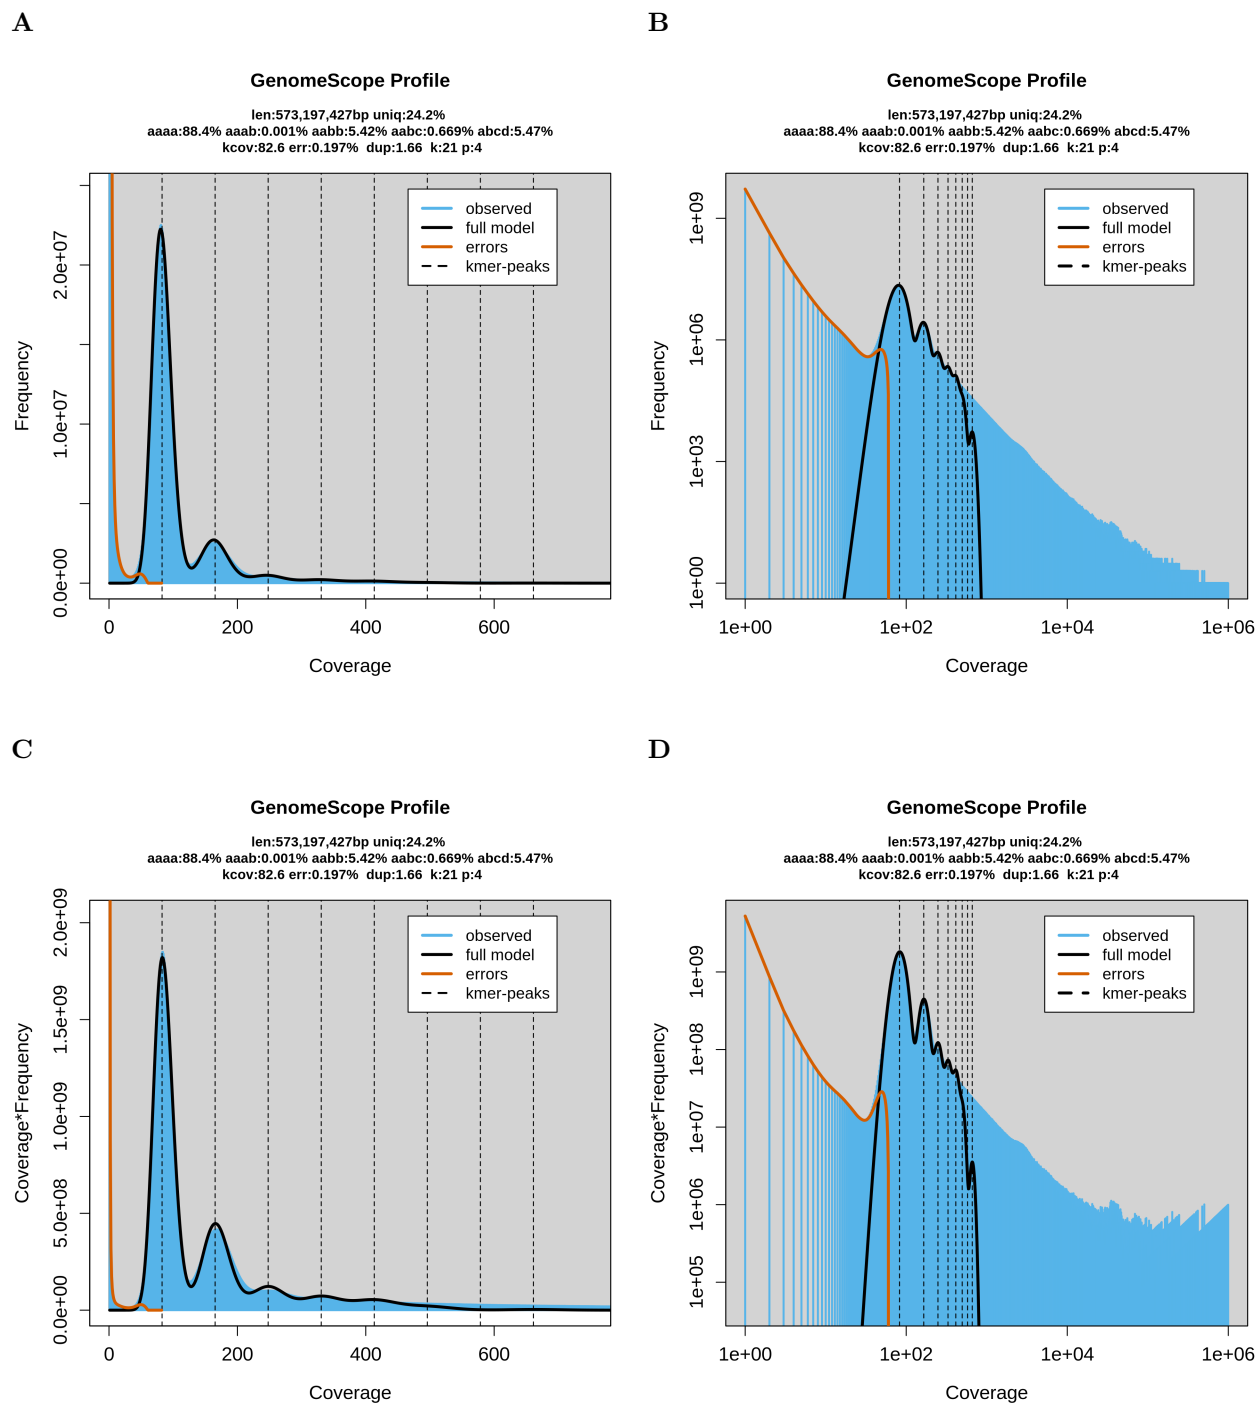 A
GenomeScope Profile
len:573,197,427bp uniq:24.2%
aaaa:88.4% aaab:0.001% aabb:5.42% aabc:0.669% abcd:5.47%
kcov:82.6 err:0.197% dup:1.66 k:21 p:4
observed
full model
errors
kmer-peaks
Frequency
0.0e+00
1.0e+07
2.0e+07
0
200
400
600
Coverage
B
GenomeScope Profile
len:573,197,427bp uniq:24.2%
aaaa:88.4% aaab:0.001% aabb:5.42% aabc:0.669% abcd:5.47%
kcov:82.6 err:0.197% dup:1.66 k:21 p:4
observed
full model
errors
kmer-peaks
Frequency
1e+00
1e+03
1e+06
1e+09
1e+00
1e+02
1e+04
1e+06
Coverage
C
GenomeScope Profile
len:573,197,427bp uniq:24.2%
aaaa:88.4% aaab:0.001% aabb:5.42% aabc:0.669% abcd:5.47%
kcov:82.6 err:0.197% dup:1.66 k:21 p:4
observed
full model
errors
kmer-peaks
Coverage*Frequency
0.0e+00
5.0e+08
1.0e+09
1.5e+09
2.0e+09
0
200
400
600
Coverage
D
GenomeScope Profile
len:573,197,427bp uniq:24.2%
aaaa:88.4% aaab:0.001% aabb:5.42% aabc:0.669% abcd:5.47%
kcov:82.6 err:0.197% dup:1.66 k:21 p:4
observed
full model
errors
kmer-peaks
Coverage*Frequency
1e+05
1e+06
1e+07
1e+08
1e+09
1e+00
1e+02
1e+04
1e+06
Coverage